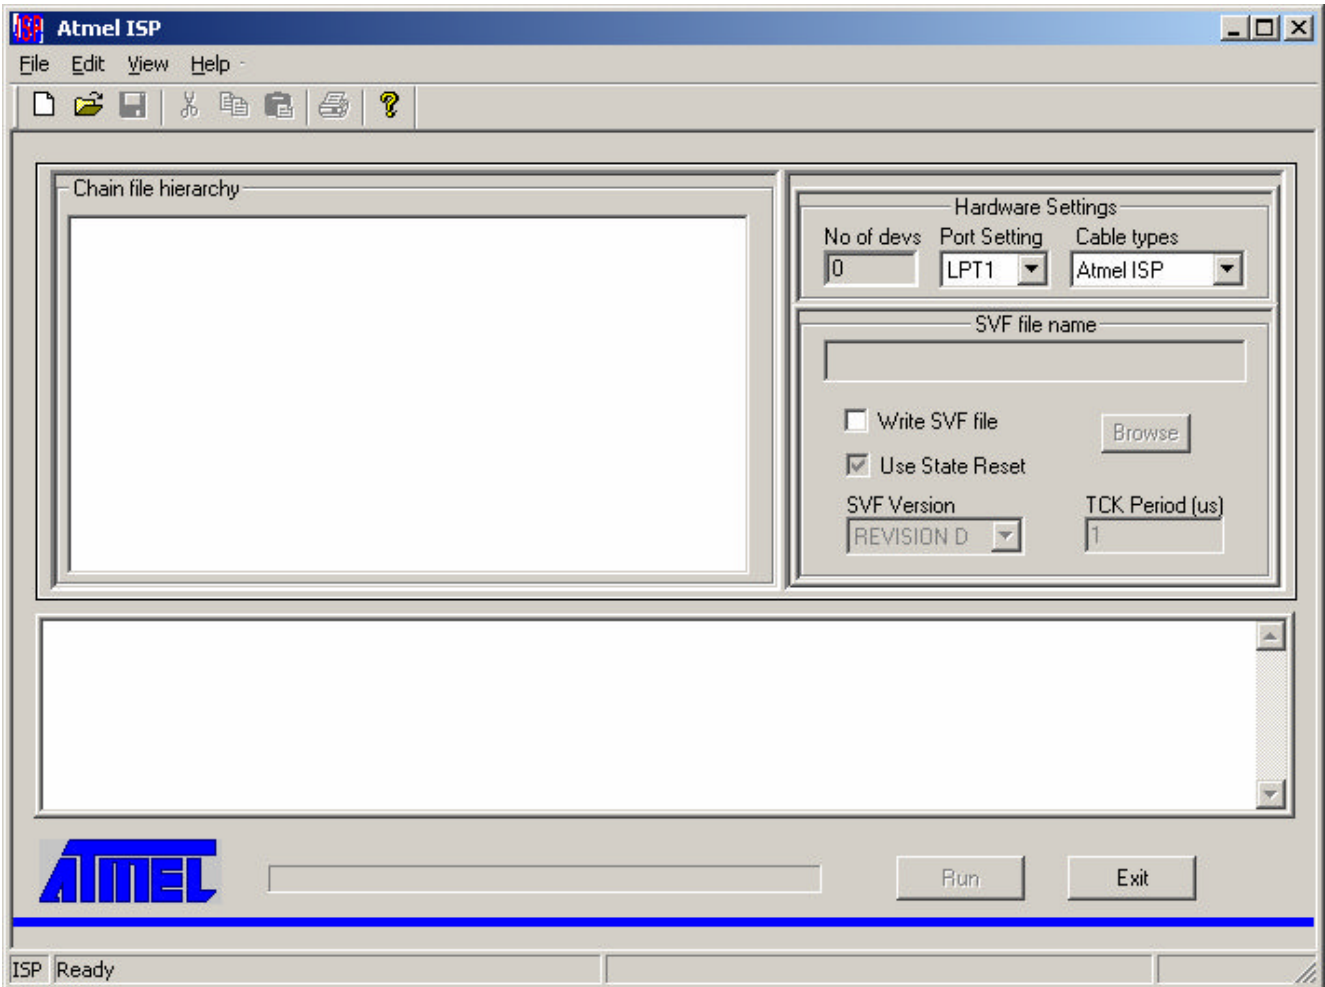 ISP Atmel ISP
File Edit View Help
?
Chain file hierarchy
Hardware Settings
No of devs Port Setting Cable types
0 LPT1 Atmel ISP
SVF file name
Write SVF file
Browse
Use State Reset
SVF Version TCK Period (us)
REVISION D 1
ATMEL
Run Exit
ISP Ready